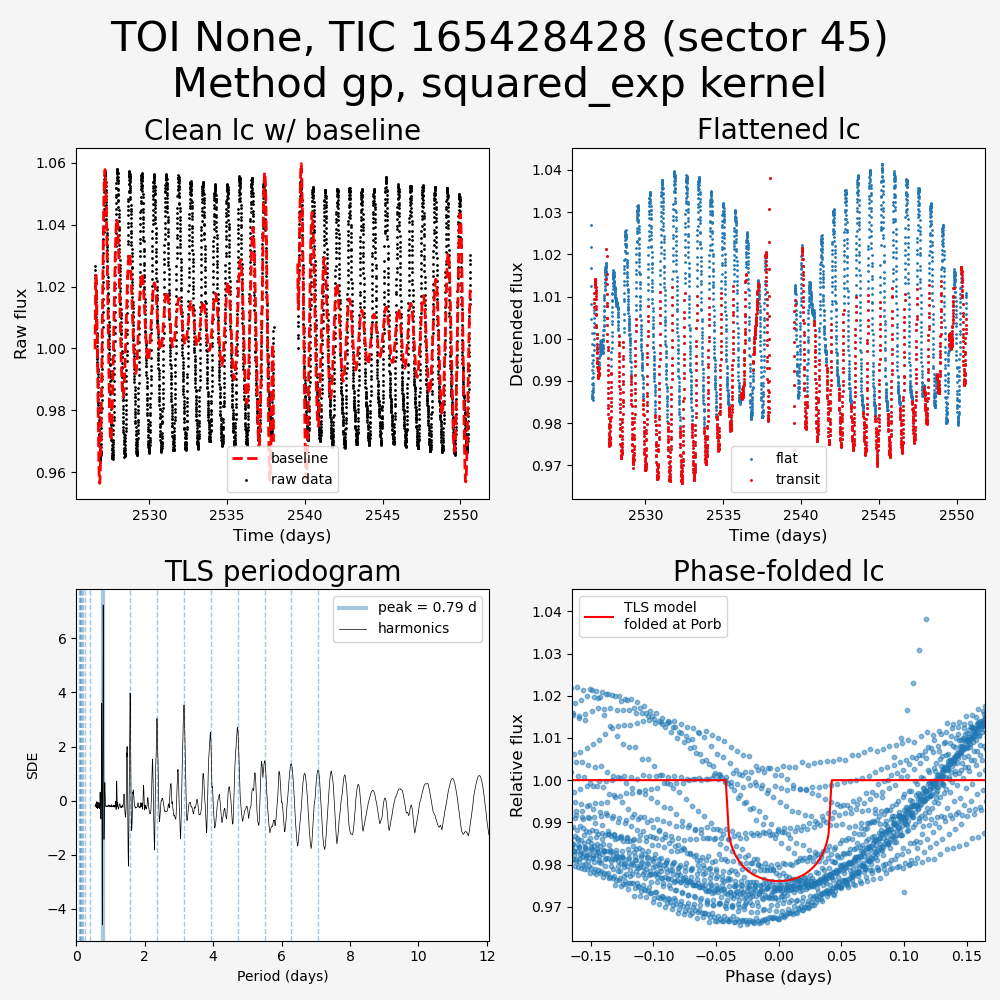 TOI None, TIC 165428428 (sector 45)
Method gp, squared_exp kernel
Clean lc w/ baseline
1.06
1.04
1.02
1.00
0.98
0.96
Raw flux
baseline
raw data
2530
2535
2540
2545
2550
Time (days)
Flattened lc
1.04
1.03
1.02
1.01
1.00
0.99
0.98
0.97
Detrended flux
flat
transit
2530
2535
2540
2545
2550
Time (days)
TLS periodogram
peak = 0.79 d
harmonics
6
4
2
0
−2
−4
SDE
0
2
4
6
8
10
12
Period (days)
Phase-folded lc
TLS model
folded at Porb
1.04
1.03
1.02
1.01
1.00
0.99
0.98
0.97
Relative flux
−0.15
−0.10
−0.05
0.00
0.05
0.10
0.15
Phase (days)